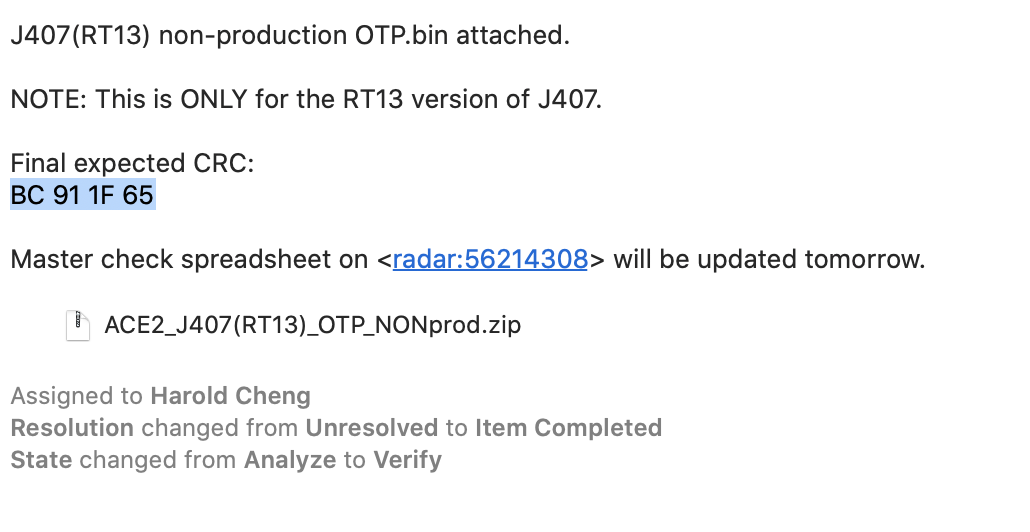 J407(RT13) non-production OTP.bin attached.
NOTE: This is ONLY for the RT13 version of J407.
Final expected CRC:
BC 91 1F 65
Master check spreadsheet on <radar:56214308> will be updated tomorrow.
ACE2_J407(RT13)_OTP_NONprod.zip
Assigned to Harold Cheng
Resolution changed from Unresolved to Item Completed
State changed from Analyze to Verify